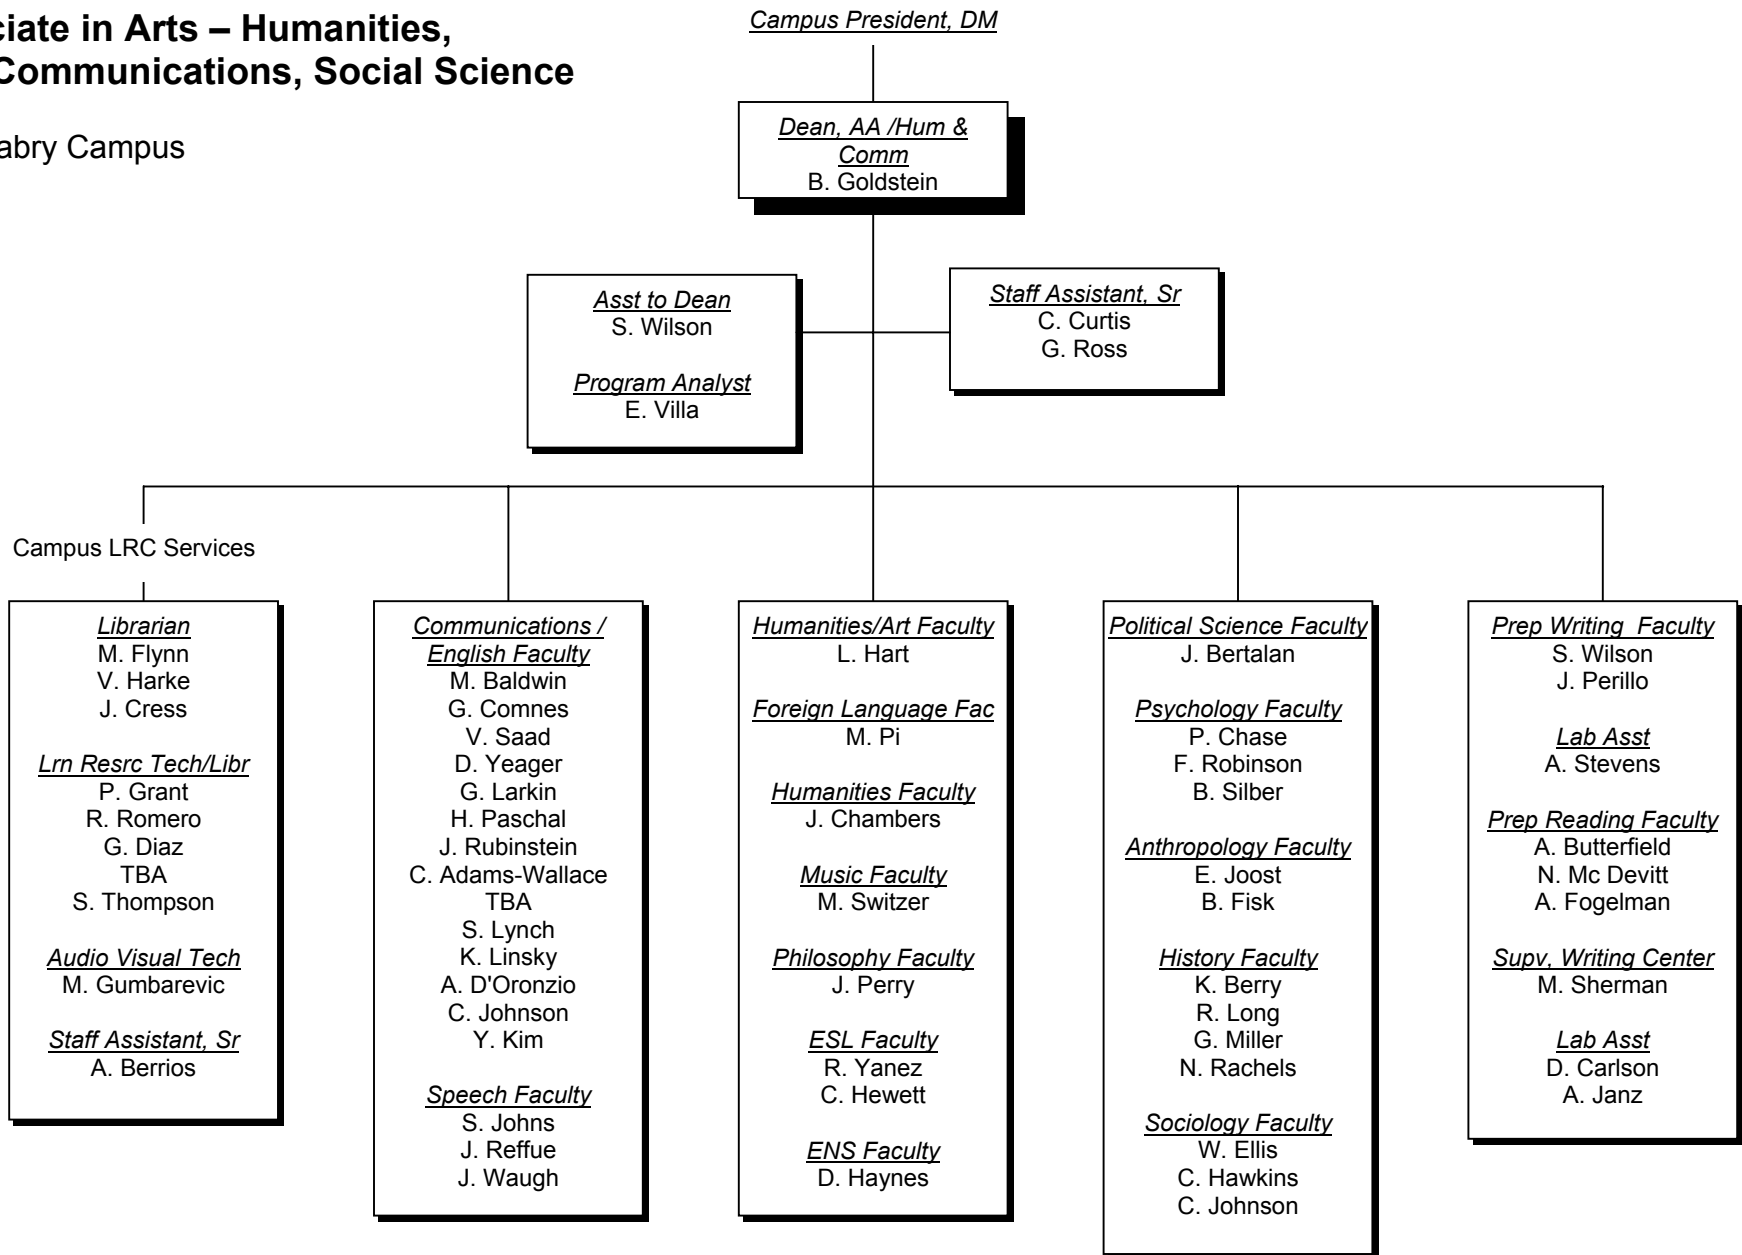 ciate in Arts – Humanities,
Communications, Social Science
abry Campus
Campus President, DM
Dean, AA /Hum &
Comm
B. Goldstein
Asst to Dean
S. Wilson
Program Analyst
E. Villa
Staff Assistant, Sr
C. Curtis
G. Ross
Campus LRC Services
Librarian
M. Flynn
V. Harke
J. Cress
Lrn Resrc Tech/Libr
P. Grant
R. Romero
G. Diaz
TBA
S. Thompson
Audio Visual Tech
M. Gumbarevic
Staff Assistant, Sr
A. Berrios
Communications /
English Faculty
M. Baldwin
G. Comnes
V. Saad
D. Yeager
G. Larkin
H. Paschal
J. Rubinstein
C. Adams-Wallace
TBA
S. Lynch
K. Linsky
A. D'Oronzio
C. Johnson
Y. Kim
Speech Faculty
S. Johns
J. Reffue
J. Waugh
Humanities/Art Faculty
L. Hart
Foreign Language Fac
M. Pi
Humanities Faculty
J. Chambers
Music Faculty
M. Switzer
Philosophy Faculty
J. Perry
ESL Faculty
R. Yanez
C. Hewett
ENS Faculty
D. Haynes
Political Science Faculty
J. Bertalan
Psychology Faculty
P. Chase
F. Robinson
B. Silber
Anthropology Faculty
E. Joost
B. Fisk
History Faculty
K. Berry
R. Long
G. Miller
N. Rachels
Sociology Faculty
W. Ellis
C. Hawkins
C. Johnson
Prep Writing  Faculty
S. Wilson
J. Perillo
Lab Asst
A. Stevens
Prep Reading Faculty
A. Butterfield
N. Mc Devitt
A. Fogelman
Supv, Writing Center
M. Sherman
Lab Asst
D. Carlson
A. Janz